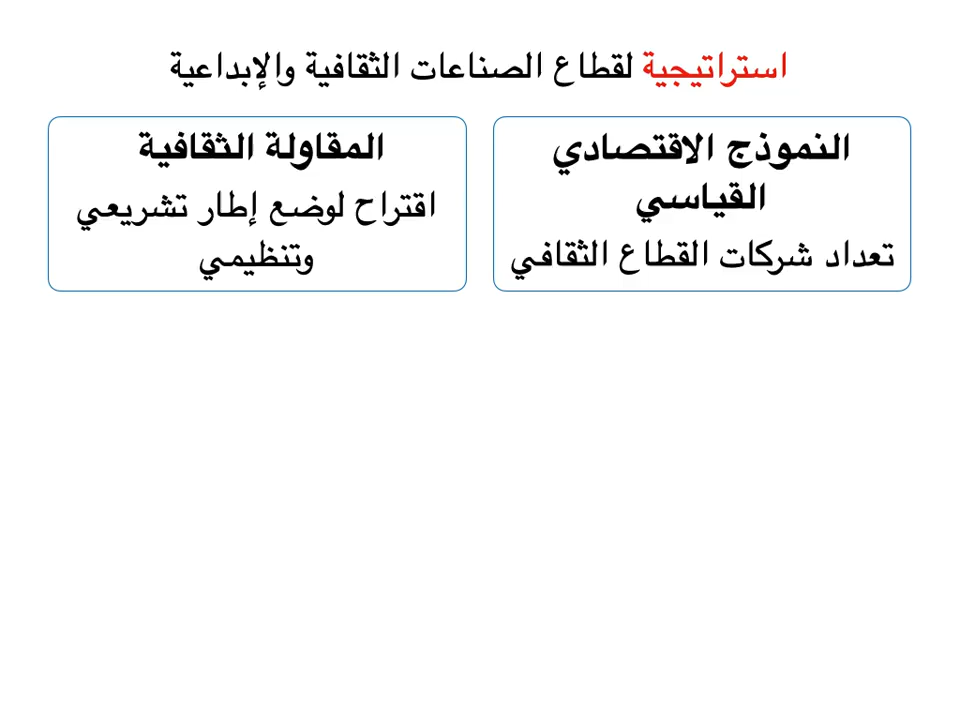 استراتيجية لقطاع الصناعات الثقافية والإبداعية
النموذج الاقتصادي
القياسي
تعداد شركات القطاع الثقافي
المقاولة الثقافية
اقتراح لوضع إطار تشريعي
وتنظيمي